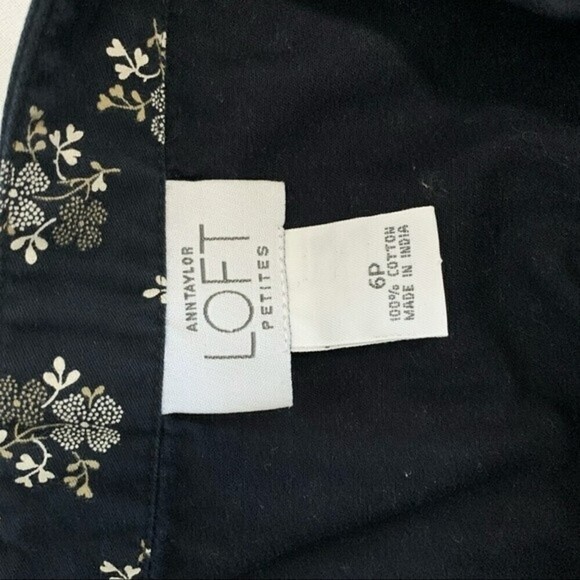 ANNTAYLOR
LOFT
PETITES
6P
100% COTTON
MADE IN INDIA